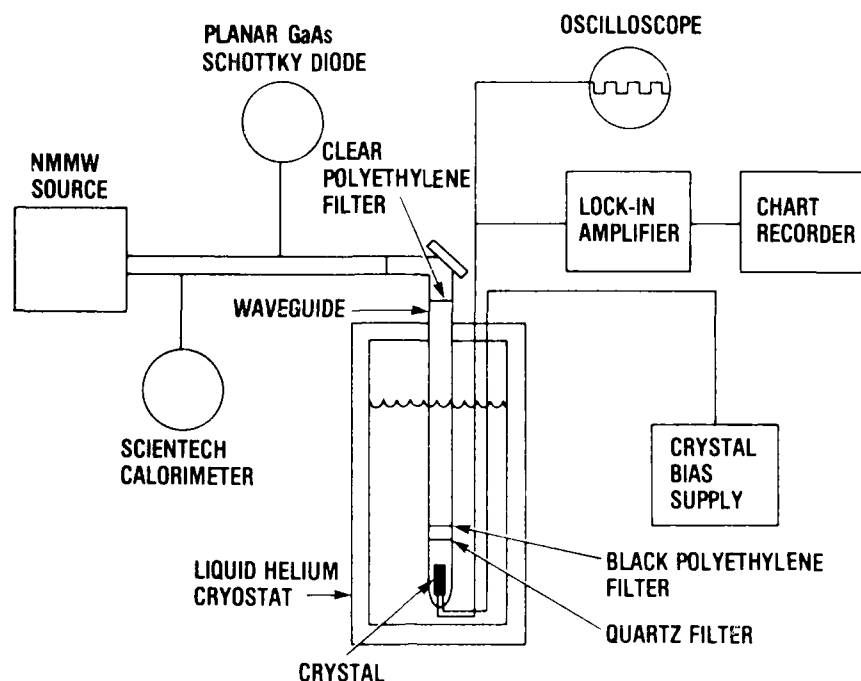 PLANAR GaAs
SCHOTTKY DIODE
OSCILLOSCOPE
NMMW
SOURCE
CLEAR
POLYETHYLENE
FILTER
LOCK-IN
AMPLIFIER
CHART
RECORDER
WAVEGUIDE
SCIENTECH
CALORIMETER
CRYSTAL
BIAS
SUPPLY
LIQUID HELIUM
CRYOSTAT
BLACK POLYETHYLENE
FILTER
QUARTZ FILTER
CRYSTAL